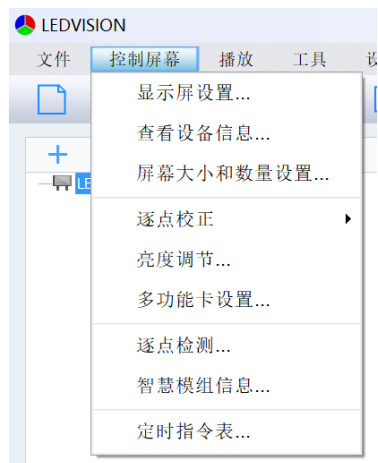 LEDVISION
文件 控制屏幕 播放 工具 设
显示屏设置...
查看设备信息...
屏幕大小和数量设置...
LE
逐点校正
亮度调节...
多功能卡设置...
逐点检测...
智慧模组信息...
定时指令表...